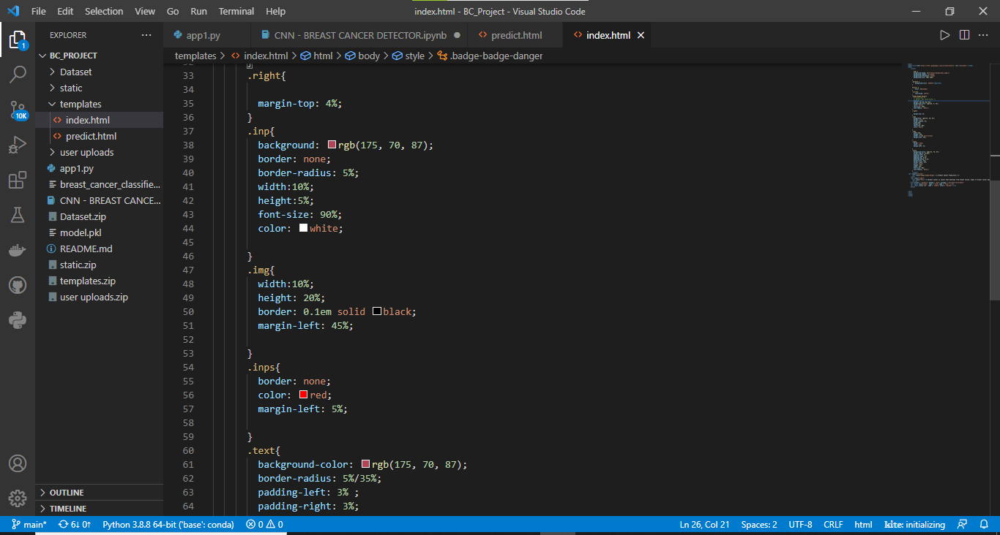 File Edit Selection View Go Run Terminal Help index.html - BC_Project - Visual Studio Code
EXPLORER
app1.py CNN - BREAST CANCER DETECTOR.ipynb predict.html index.html
templates > index.html > html > body > style > .badge-badge-danger
1
10K
BC_PROJECT
Dataset
static
templates
index.html
predict.html
user uploads
app1.py
breast_cancer_classifie...
CNN - BREAST CANCE...
Dataset.zip
model.pkl
README.md
static.zip
templates.zip
user uploads.zip
OUTLINE
TIMELINE
32 }
33 .right{
34
35 margin-top: 4%;
36 }
37 .inp{
38 background: rgb(175, 70, 87);
39 border: none;
40 border-radius: 5%;
41 width:10%;
42 height:5%;
43 font-size: 90%;
44 color: white;
45
46 }
47 .img{
48 width:10%;
49 height: 20%;
50 border: 0.1em solid black;
51 margin-left: 45%;
52
53 }
54 .inps{
55 border: none;
56 color: red;
57 margin-left: 5%;
58
59 }
60 .text{
61 background-color: rgb(175, 70, 87);
62 border-radius: 5%/35%;
63 padding-left: 3% ;
64 padding-right: 3%;
main* 6↓ 0↑ Python 3.8.8 64-bit ('base': conda) 0 0 Ln 26, Col 21 Spaces: 2 UTF-8 CRLF html kite: initializing